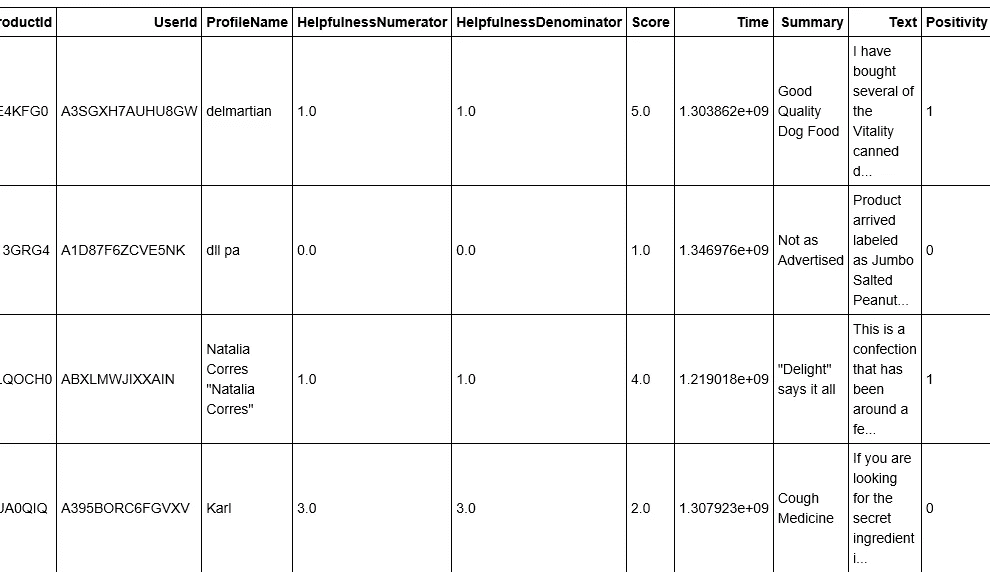 roductId UserId ProfileName HelpfulnessNumerator HelpfulnessDenominator Score Time Summary Text Positivity
E4KFG0 A3SGXH7AUHU8GW delmartian 1.0 1.0 5.0 1.303862e+09
Good
Quality
Dog Food
I have
bought
several of
the
Vitality
canned
d...
1
3GRG4 A1D87F6ZCVE5NK dll pa 0.0 0.0 1.0 1.346976e+09
Not as
Advertised
Product
arrived
labeled
as Jumbo
Salted
Peanut...
0
LQOCH0 ABXLMWJIXXAIN
Natalia
Corres
"Natalia
Corres"
1.0 1.0 4.0 1.219018e+09
"Delight"
says it all
This is a
confection
that has
been
around a
fe...
1
UA0QIQ A395BORC6FGVXV Karl 3.0 3.0 2.0 1.307923e+09
Cough
Medicine
If you are
looking
for the
secret
ingredient
i...
0